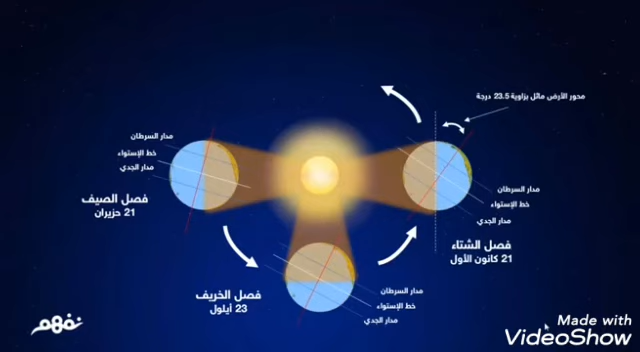 محور الأرض مائل بزاوية 23.5 درجة
مدار السرطان
خط الإستواء
مدار الجدي
فصل الصيف
21 حزيران
مدار السرطان
خط الإستواء
مدار الجدي
فصل الشتاء
21 كانون الأول
فصل الخريف
23 أيلول
مدار السرطان
خط الإستواء
مدار الجدي
نفهم
Made with
VideoShow